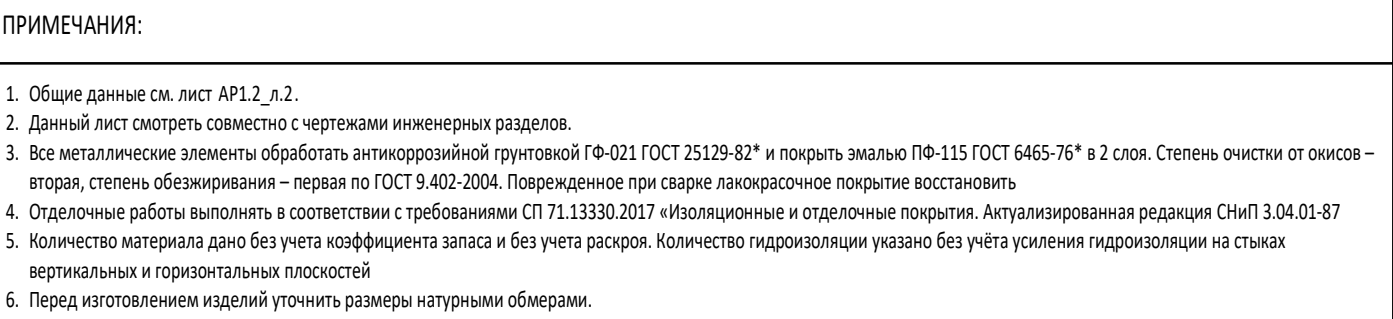 ПРИМЕЧАНИЯ:
1. Общие данные см. лист АР1.2_л.2.
2. Данный лист смотреть совместно с чертежами инженерных разделов.
3. Все металлические элементы обработать антикоррозийной грунтовкой ГФ-021 ГОСТ 25129-82* и покрыть эмалью ПФ-115 ГОСТ 6465-76* в 2 слоя. Степень очистки от окисов –
вторая, степень обезжиривания – первая по ГОСТ 9.402-2004. Поврежденное при сварке лакокрасочное покрытие восстановить
4. Отделочные работы выполнять в соответствии с требованиями СП 71.13330.2017 «Изоляционные и отделочные покрытия. Актуализированная редакция СНиП 3.04.01-87
5. Количество материала дано без учета коэффициента запаса и без учета раскроя. Количество гидроизоляции указано без учёта усиления гидроизоляции на стыках
вертикальных и горизонтальных плоскостей
6. Перед изготовлением изделий уточнить размеры натурными обмерами.